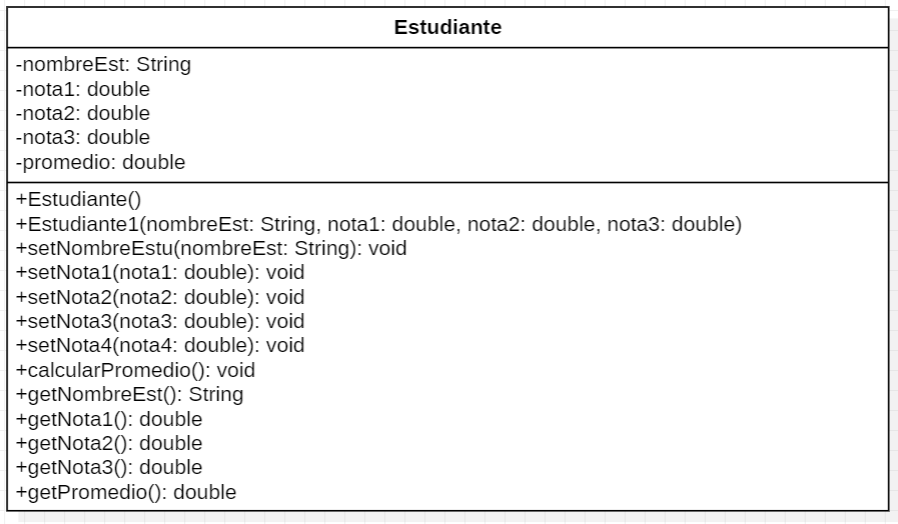 Estudiante
-nombreEst: String
-nota1: double
-nota2: double
-nota3: double
-promedio: double
+Estudiante()
+Estudiante1(nombreEst: String, nota1: double, nota2: double, nota3: double)
+setNombreEstu(nombreEst: String): void
+setNota1(nota1: double): void
+setNota2(nota2: double): void
+setNota3(nota3: double): void
+setNota4(nota4: double): void
+calcularPromedio(): void
+getNombreEst(): String
+getNota1(): double
+getNota2(): double
+getNota3(): double
+getPromedio(): double